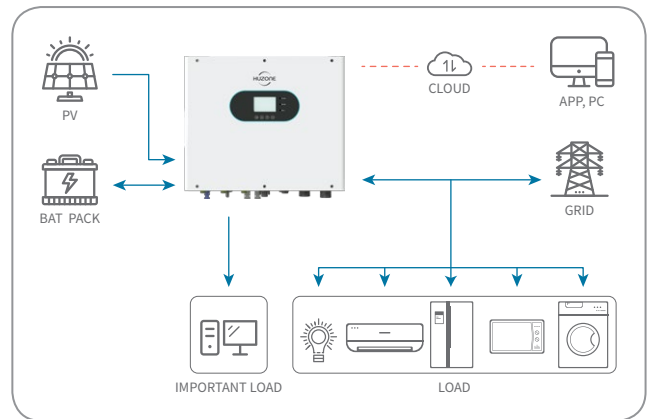 HUZONE
PV
CLOUD
APP, PC
BAT PACK
GRID
IMPORTANT LOAD
LOAD